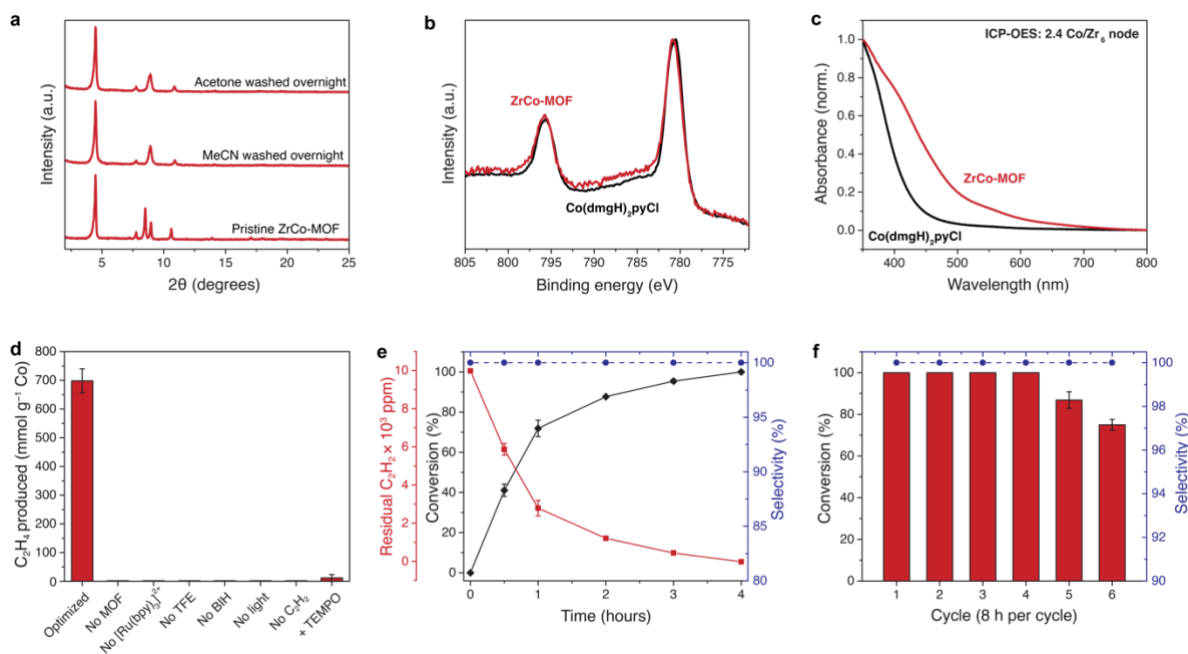 a
Intensity (a.u.)
Acetone washed overnight
MeCN washed overnight
Pristine ZrCo-MOF
5 10 15 20 25
2θ (degrees)
b
Intensity (a.u.)
ZrCo-MOF
Co(dmgH)₂pyCl
805 800 795 790 785 780 775
Binding energy (eV)
c
ICP-OES: 2.4 Co/Zr₆ node
Absorbance (norm.)
1.0
0.8
0.6
0.4
0.2
0.0
ZrCo-MOF
Co(dmgH)₂pyCl
400 500 600 700 800
Wavelength (nm)
d
C₂H₄ produced (mmol g⁻¹ Co)
800
700
600
500
400
300
200
100
0
Optimized
No MOF
No [Ru(bpy)₃]²⁺
No TFE
No BIH
No light
No C₂H₂
+ TEMPO
e
Residual C₂H₂ × 10³ ppm)
10
8
6
4
2
0
Conversion (%)
100
80
60
40
20
0
Selectivity (%)
100
95
90
85
80
0 1 2 3 4
Time (hours)
f
Conversion (%)
100
80
60
40
20
0
Selectivity (%)
100
98
96
94
92
90
1 2 3 4 5 6
Cycle (8 h per cycle)